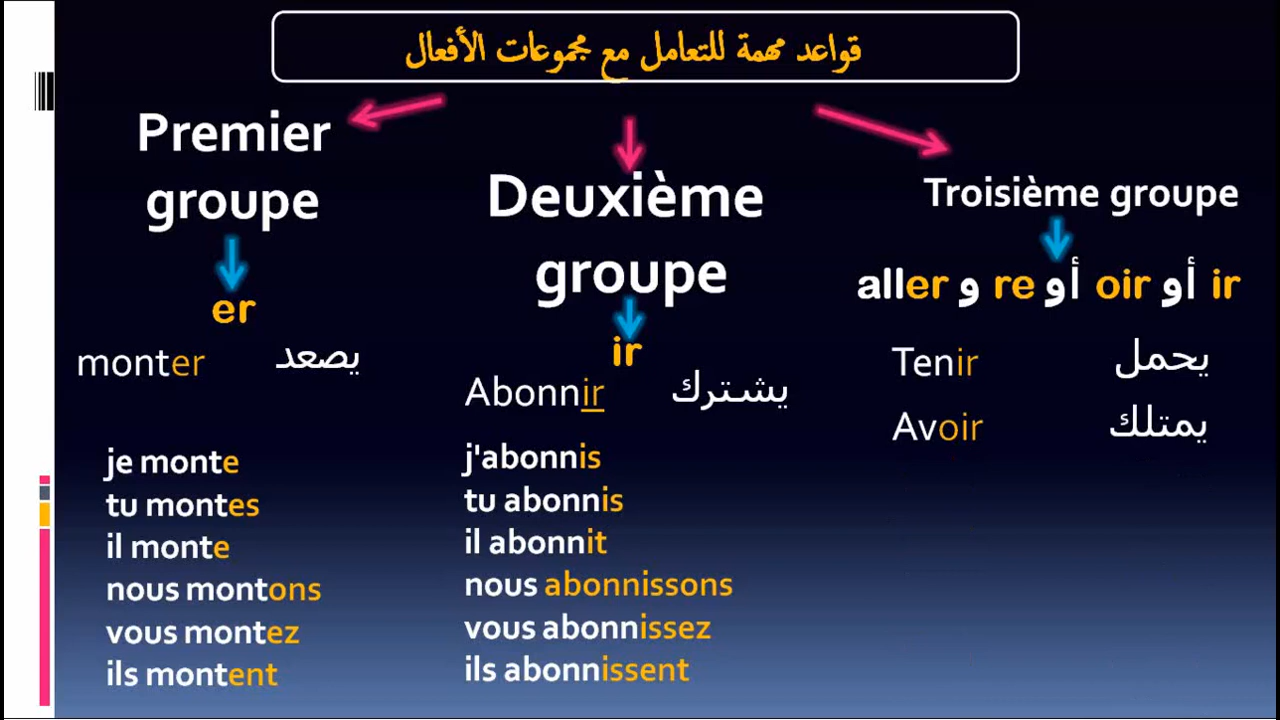 قواعد مهمة للتعامل مع مجموعات الأفعال
Premier
groupe
er
monter يصعد
je monte
tu montes
il monte
nous montons
vous montez
ils montent
Deuxième
groupe
ir
Abonnir يشترك
j'abonnis
tu abonnis
il abonnit
nous abonnissons
vous abonnissez
ils abonnissent
Troisième groupe
aller و re أو oir أو ir
Tenir يحمل
Avoir يمتلك